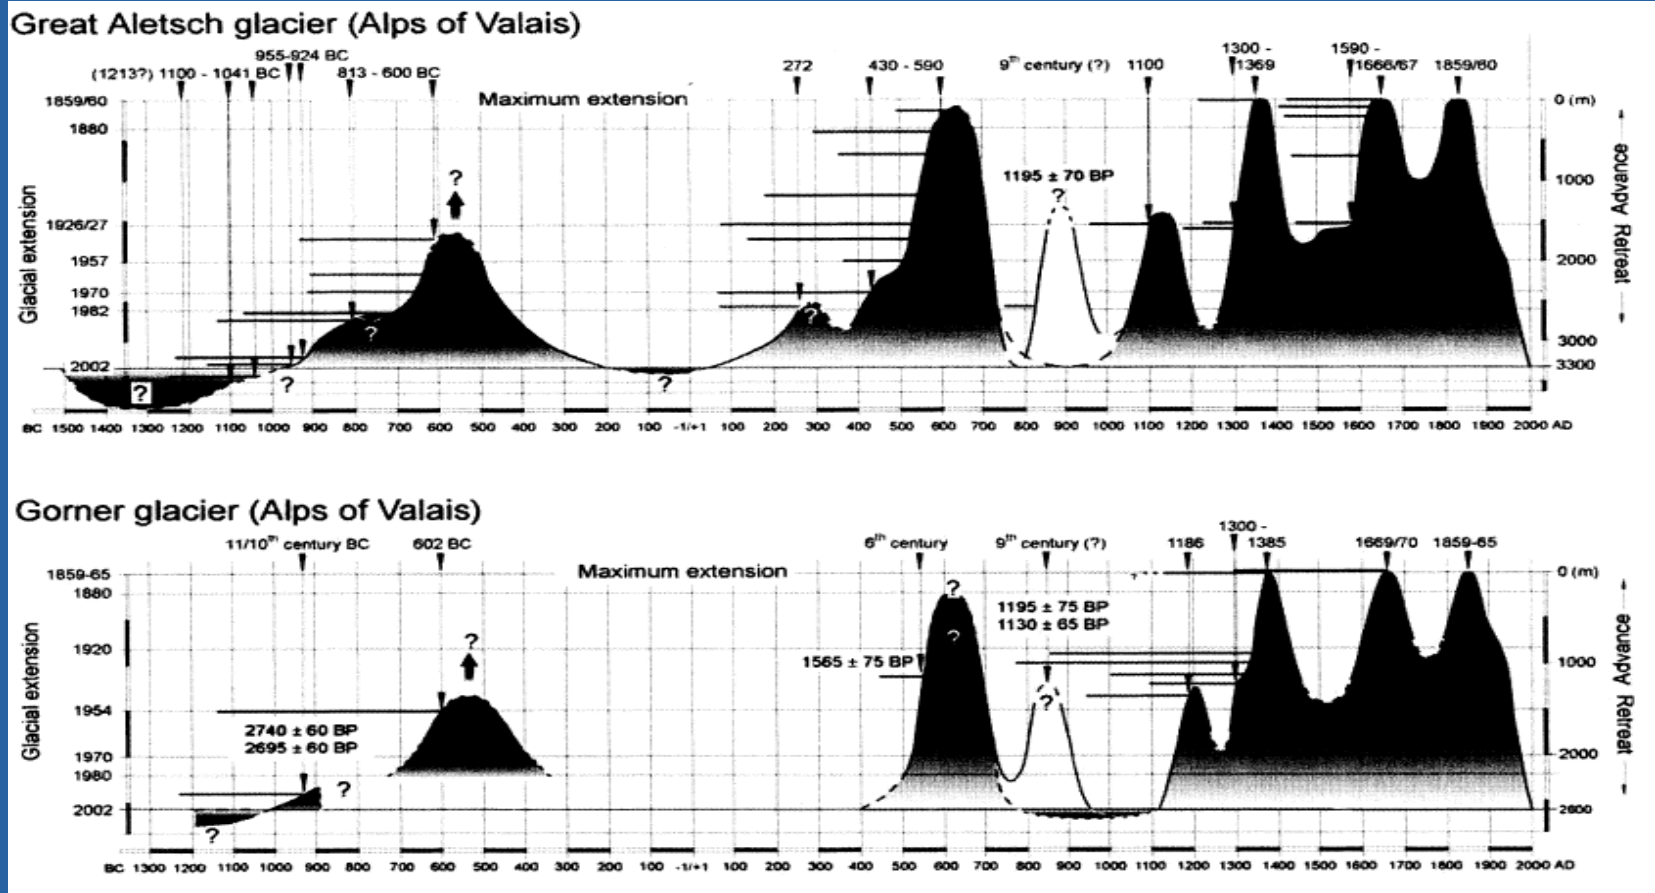 Great Aletsch glacier (Alps of Valais)
955-924 BC
(1213?) 1100 - 1041 BC
813 - 600 BC
272
430 - 590
9th century (?)
1100
1300 -
1369
1590 -
1666/67
1859/60
Maximum extension
1859/60
1880
1926/27
1957
1970
1982
2002
Glacial extension
?
?
?
?
?
?
1195 ± 70 BP
?
0 (m)
1000
2000
3000
3300
Advance
Retreat
BC 1500 1400 1300 1200 1100 1000 900 800 700 600 500 400 300 200 100 -1/+1 100 200 300 400 500 600 700 800 900 1000 1100 1200 1300 1400 1500 1600 1700 1800 1900 2000 AD
Gorner glacier (Alps of Valais)
11/10th century BC
602 BC
6th century
9th century (?)
1186
1300 -
1385
1669/70
1859-65
Maximum extension
1859-65
1880
1920
1954
1970
1980
2002
Glacial extension
?
2740 ± 60 BP
2695 ± 60 BP
?
?
?
?
1565 ± 75 BP
1195 ± 75 BP
1130 ± 65 BP
?
?
0 (m)
1000
2000
2600
Advance
Retreat
BC 1300 1200 1100 1000 900 800 700 600 500 400 300 200 100 -1/+1 100 200 300 400 500 600 700 800 900 1000 1100 1200 1300 1400 1500 1600 1700 1800 1900 2000 AD